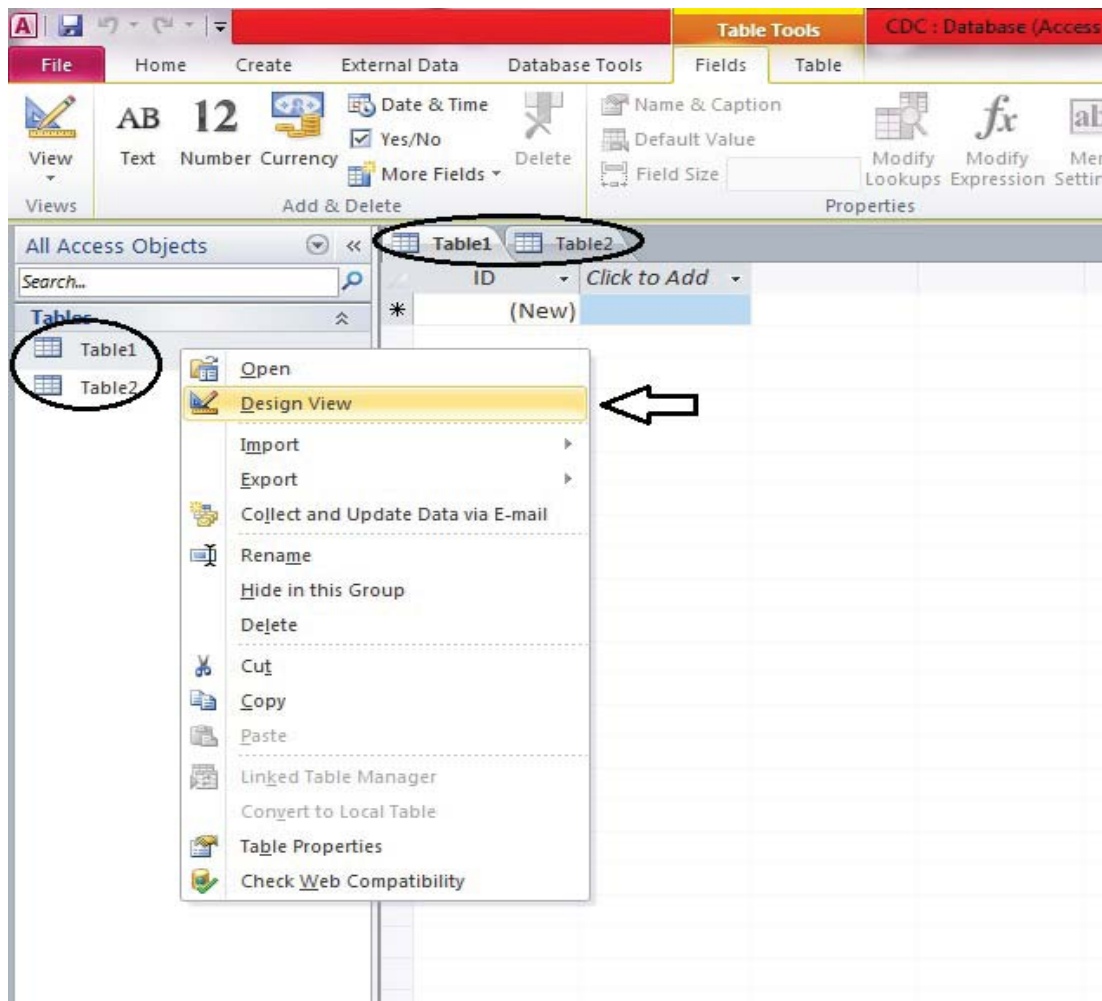 A
Table Tools CDC : Database (Access
File Home Create External Data Database Tools Fields Table
View
Views
AB
Text
12
Number
Currency
Date & Time
Yes/No
More Fields
Delete
Add & Delete
Name & Caption
Default Value
Field Size
Modify
Lookups
fx
Modify
Expression
Properties
All Access Objects
Search...
Tables
Table1
Table2
Table1 Table2
ID Click to Add
* (New)
Open
Design View
Import
Export
Collect and Update Data via E-mail
Rename
Hide in this Group
Delete
Cut
Copy
Paste
Linked Table Manager
Convert to Local Table
Table Properties
Check Web Compatibility